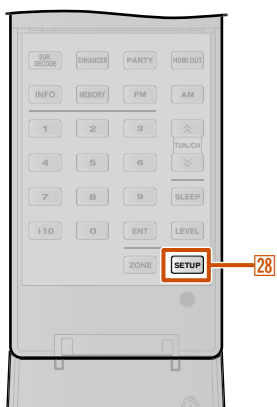 SUR. DECODE ENHANCER PARTY HDMI OUT
INFO MEMORY FM AM
1 2 3
TUN./CH
4 5 6
7 8 9 SLEEP
+10 0 ENT LEVEL
ZONE SETUP 28